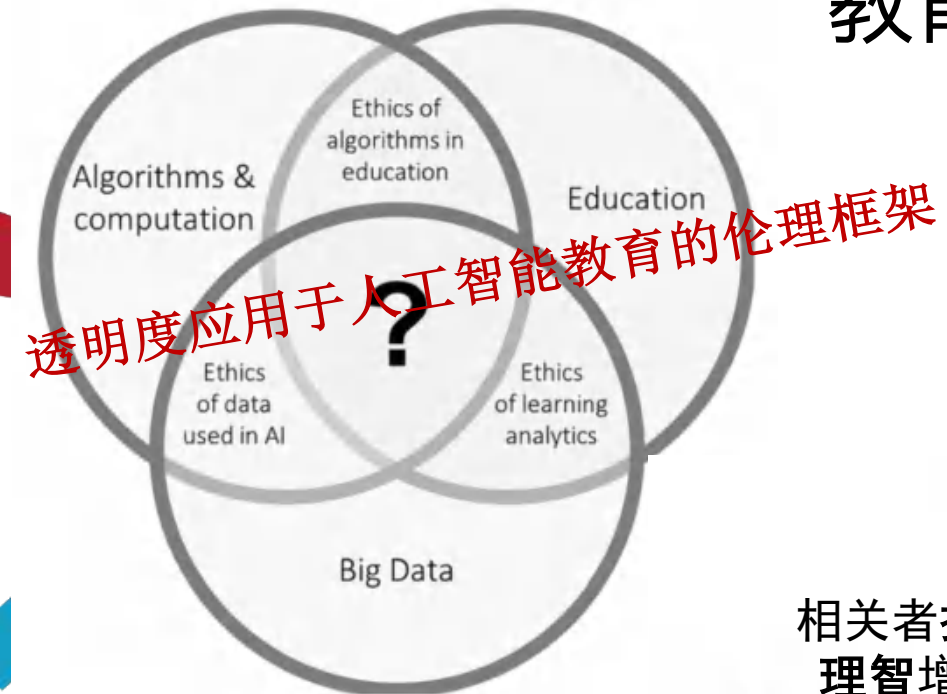 教育
Ethics of
algorithms in
education
Algorithms &
computation
Education
透明度应用于人工智能教育的伦理框架
?
Ethics
of data
used in AI
Ethics
of learning
analytics
Big Data
相关者
理智增